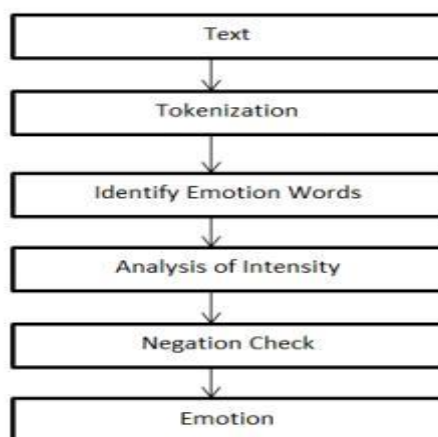 Text
Tokenization
Identify Emotion Words
Analysis of Intensity
Negation Check
Emotion